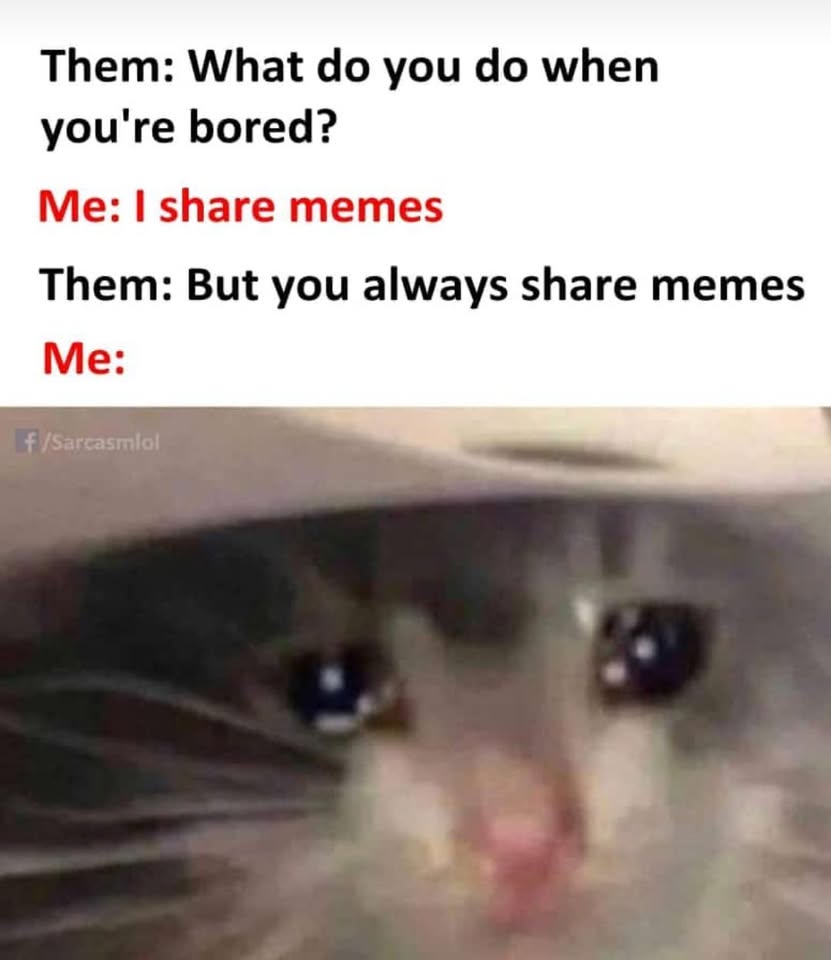 Them: What do you do when
you're bored?
Me: I share memes
Them: But you always share memes
Me:
f/Sarcasmlol